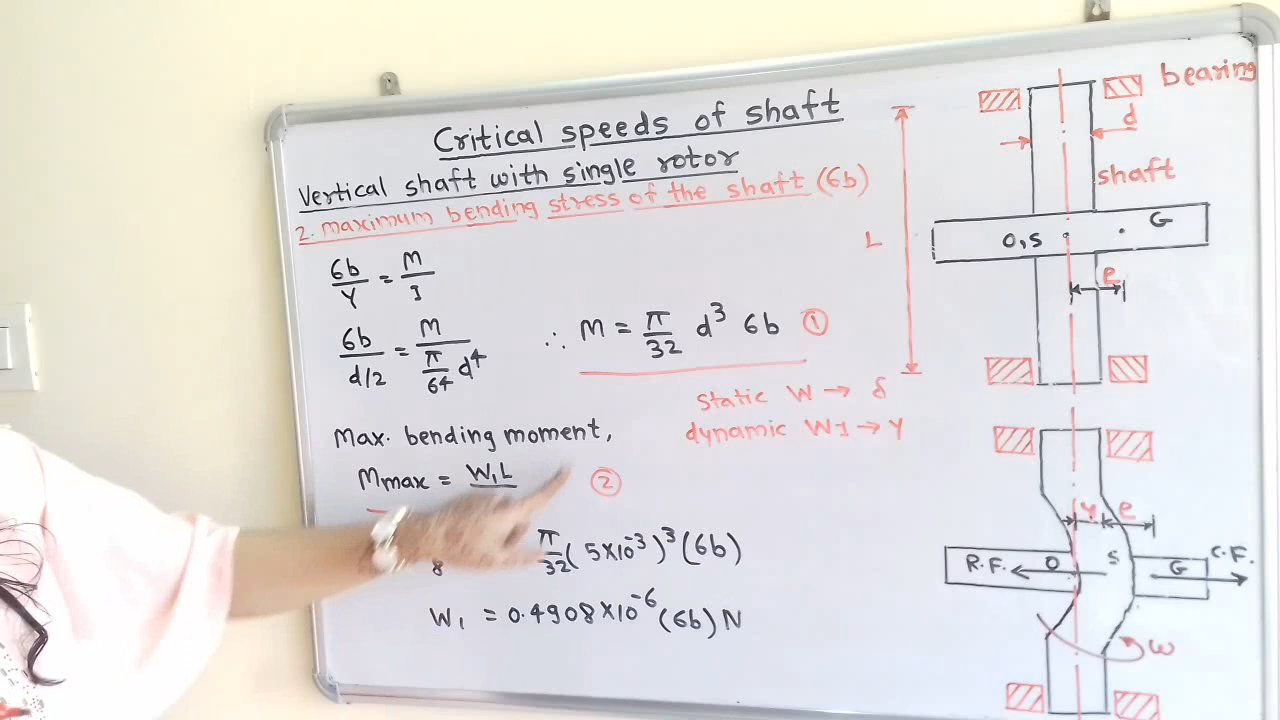 Critical speeds of shaft
Vertical shaft with single rotor
2. maximum bending stress of the shaft (6b)
6b/Y = M/I
6b/(d/2) = M/(π/64 d⁴)
∴ M = π/32 d³ 6b ①
Static W → δ
dynamic W1 → Y
Max. bending moment,
Mmax = W₁L ②
8 π/32 (5×10⁻³)³ (6b)
W₁ = 0.4908×10⁻⁶ (6b) N
bearing
d
shaft
L
O,S G
e
Y e
R.F. O S G C.F.
ω